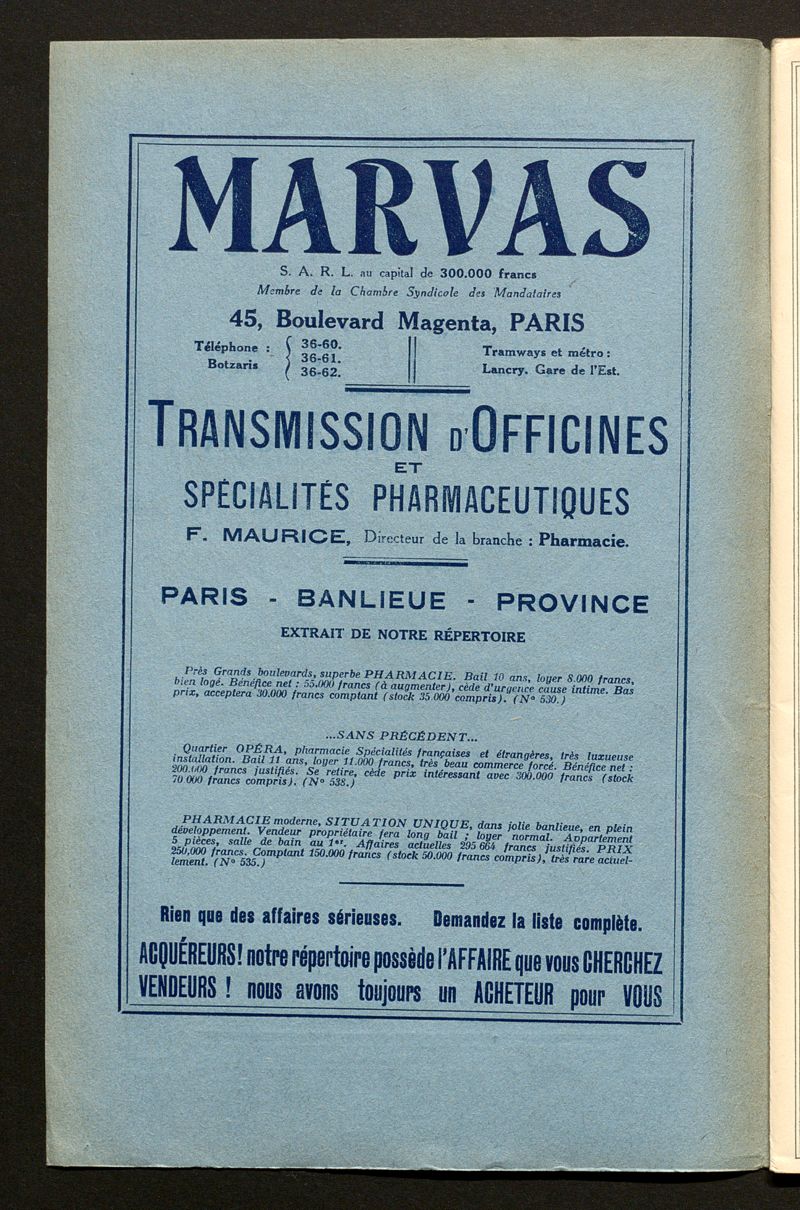 MARVAS
S. A. R. L. au capital de 300.000 francs
Membre de la Chambre Syndicale des Mandataires
45, Boulevard Magenta, PARIS
Téléphone : 36-60.
Botzaris 36-61.
36-62.
Tramways et métro :
Lancry. Gare de l'Est.
TRANSMISSION D'OFFICINES
ET
SPÉCIALITÉS PHARMACEUTIQUES
F. MAURICE, Directeur de la branche : Pharmacie.
PARIS - BANLIEUE - PROVINCE
EXTRAIT DE NOTRE RÉPERTOIRE
Près Grands boulevards, superbe PHARMACIE. Bail 10 ans, loyer 8.000 francs,
bien logé. Bénéfice net : 55.000 francs (à augmenter), cède d'urgence cause intime. Bas
prix, acceptera 30.000 francs comptant (stock 35.000 compris). (N° 530.)
...SANS PRÉCÉDENT...
Quartier OPÉRA, pharmacie Spécialités françaises et étrangères, très luxueuse
installation. Bail 11 ans, loyer 11.000 francs, très beau commerce forcé. Bénéfice net :
200.000 francs justifiés. Se retire, cède prix intéressant avec 300.000 francs (stock
70 000 francs compris). (N° 538.)
PHARMACIE moderne, SITUATION UNIQUE, dans jolie banlieue, en plein
développement. Vendeur propriétaire fera long bail ; loyer normal. Appartement
5 pièces, salle de bain au 1er. Affaires actuelles 295 664 francs justifiés. PRIX
250.000 francs. Comptant 150.000 francs (stock 50.000 francs compris), très rare actuel-
lement. (N° 535.)
Rien que des affaires sérieuses. Demandez la liste complète.
ACQUÉREURS! notre répertoire possède l'AFFAIRE que vous CHERCHEZ
VENDEURS ! nous avons toujours un ACHETEUR pour VOUS